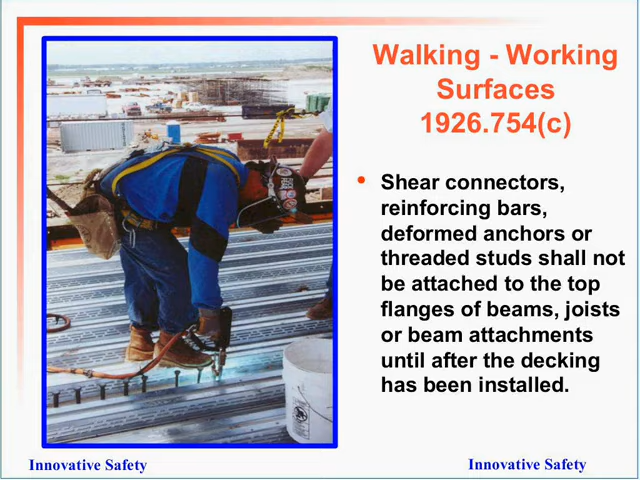 Walking - Working
Surfaces
1926.754(c)
• Shear connectors,
reinforcing bars,
deformed anchors or
threaded studs shall not
be attached to the top
flanges of beams, joists
or beam attachments
until after the decking
has been installed.
Innovative Safety
Innovative Safety